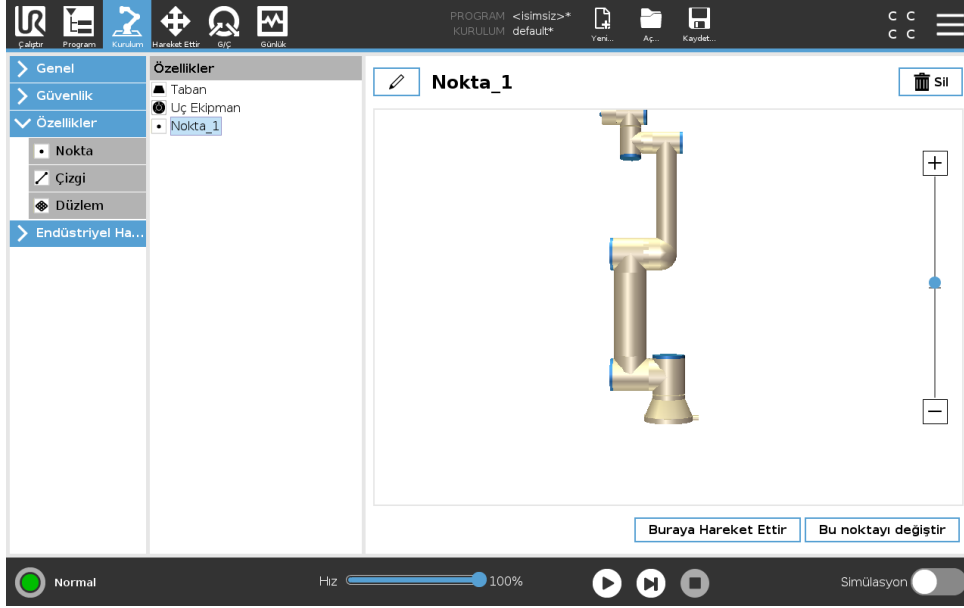 PROGRAM <isimsiz>*
KURULUM default*
Çalıştır Program Kurulum Hareket Ettir G/Ç Günlük Yeni... Aç... Kaydet...
C C
C C
Genel
Güvenlik
Özellikler
Nokta
Çizgi
Düzlem
Endüstriyel Ha...
Özellikler
Taban
Uç Ekipman
Nokta_1
Nokta_1
Sil
Buraya Hareket Ettir
Bu noktayı değiştir
Normal
Hız
100%
Simülasyon